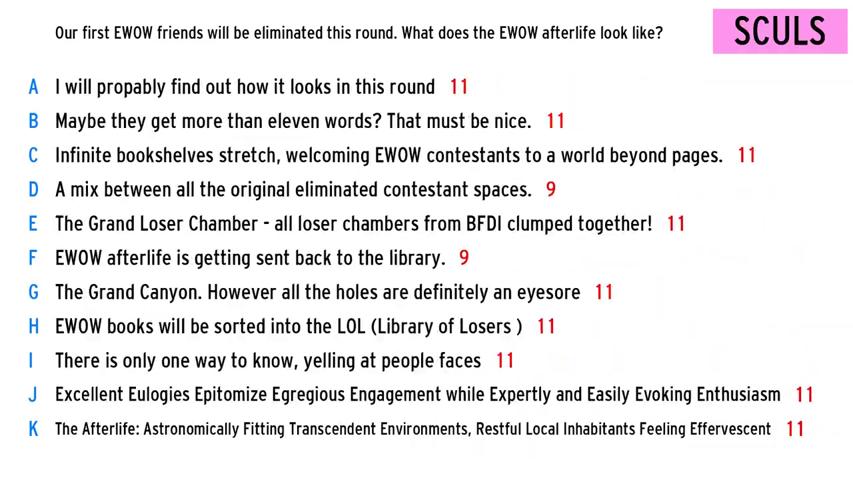 Our first EWOW friends will be eliminated this round. What does the EWOW afterlife look like?
SCULS
A I will propably find out how it looks in this round 11
B Maybe they get more than eleven words? That must be nice. 11
C Infinite bookshelves stretch, welcoming EWOW contestants to a world beyond pages. 11
D A mix between all the original eliminated contestant spaces. 9
E The Grand Loser Chamber - all loser chambers from BFDI clumped together! 11
F EWOW afterlife is getting sent back to the library. 9
G The Grand Canyon. However all the holes are definitely an eyesore 11
H EWOW books will be sorted into the LOL (Library of Losers ) 11
I There is only one way to know, yelling at people faces 11
J Excellent Eulogies Epitomize Egregious Engagement while Expertly and Easily Evoking Enthusiasm 11
K The Afterlife: Astronomically Fitting Transcendent Environments, Restful Local Inhabitants Feeling Effervescent 11